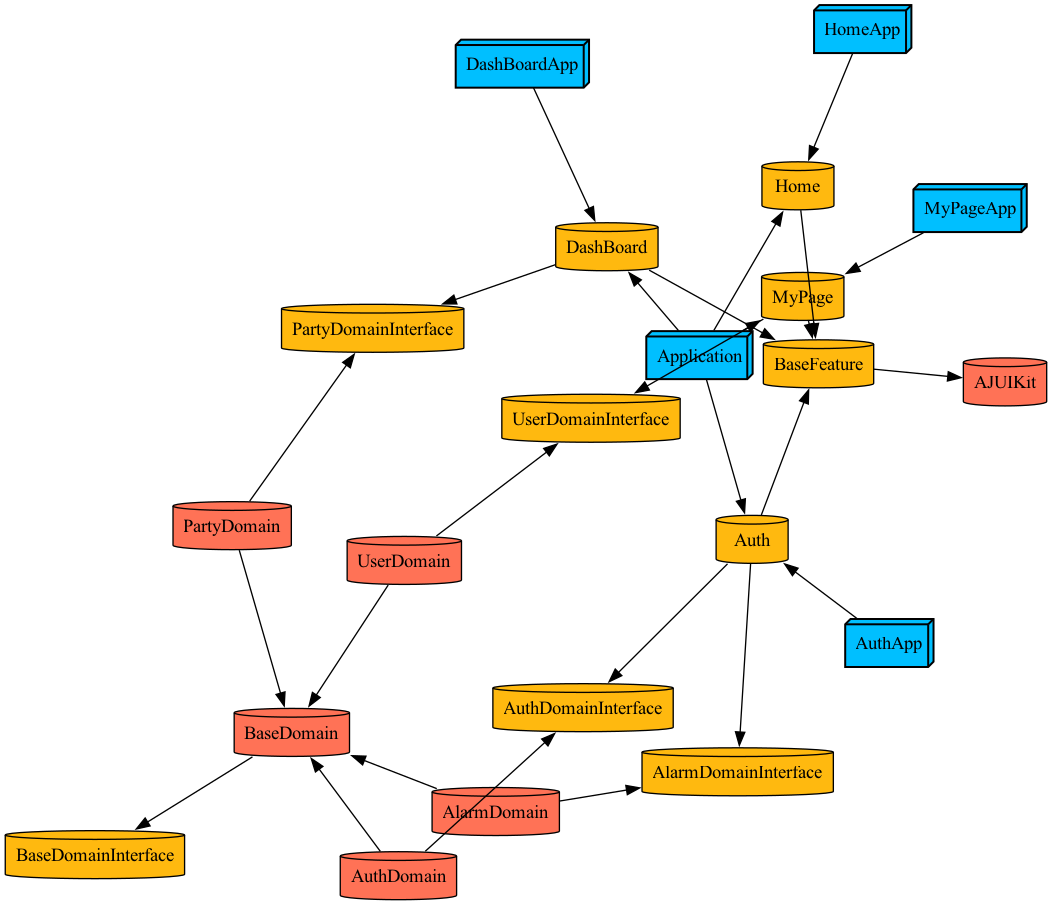 HomeApp
DashBoardApp
Home
MyPageApp
DashBoard
MyPage
PartyDomainInterface
Application
BaseFeature
AJUIKit
UserDomainInterface
PartyDomain
Auth
UserDomain
AuthApp
AuthDomainInterface
BaseDomain
AlarmDomainInterface
AlarmDomain
BaseDomainInterface
AuthDomain